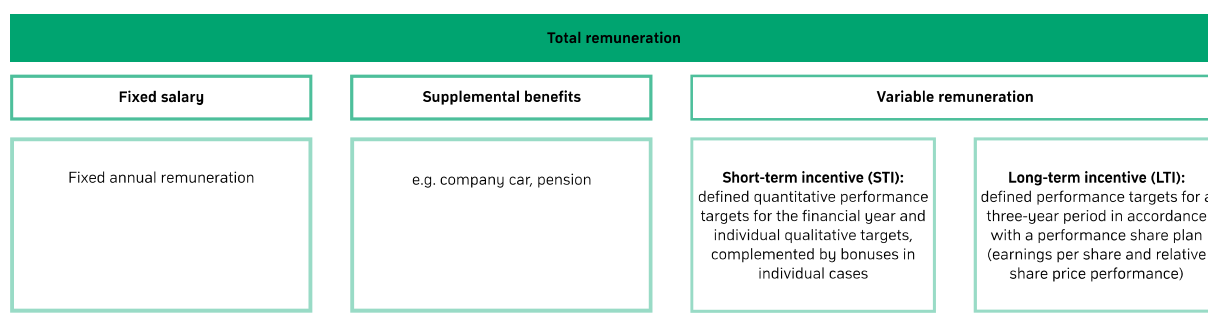 Total remuneration
Fixed salary
Supplemental benefits
Variable remuneration
Fixed annual remuneration
e.g. company car, pension
Short-term incentive (STI):
defined quantitative performance
targets for the financial year and
individual qualitative targets,
complemented by bonuses in
individual cases
Long-term incentive (LTI):
defined performance targets for a
three-year period in accordance
with a performance share plan
(earnings per share and relative
share price performance)